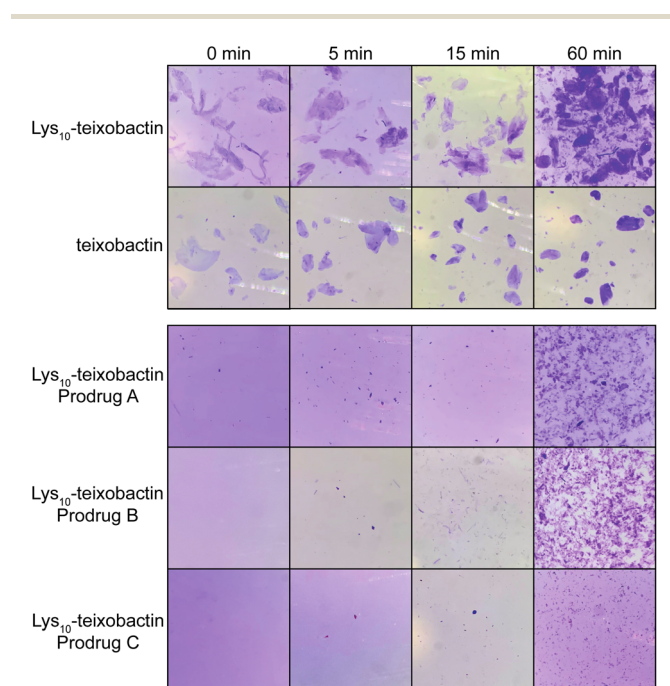 0 min 5 min 15 min 60 min
Lys₁₀-teixobactin
teixobactin
Lys₁₀-teixobactin
Prodrug A
Lys₁₀-teixobactin
Prodrug B
Lys₁₀-teixobactin
Prodrug C